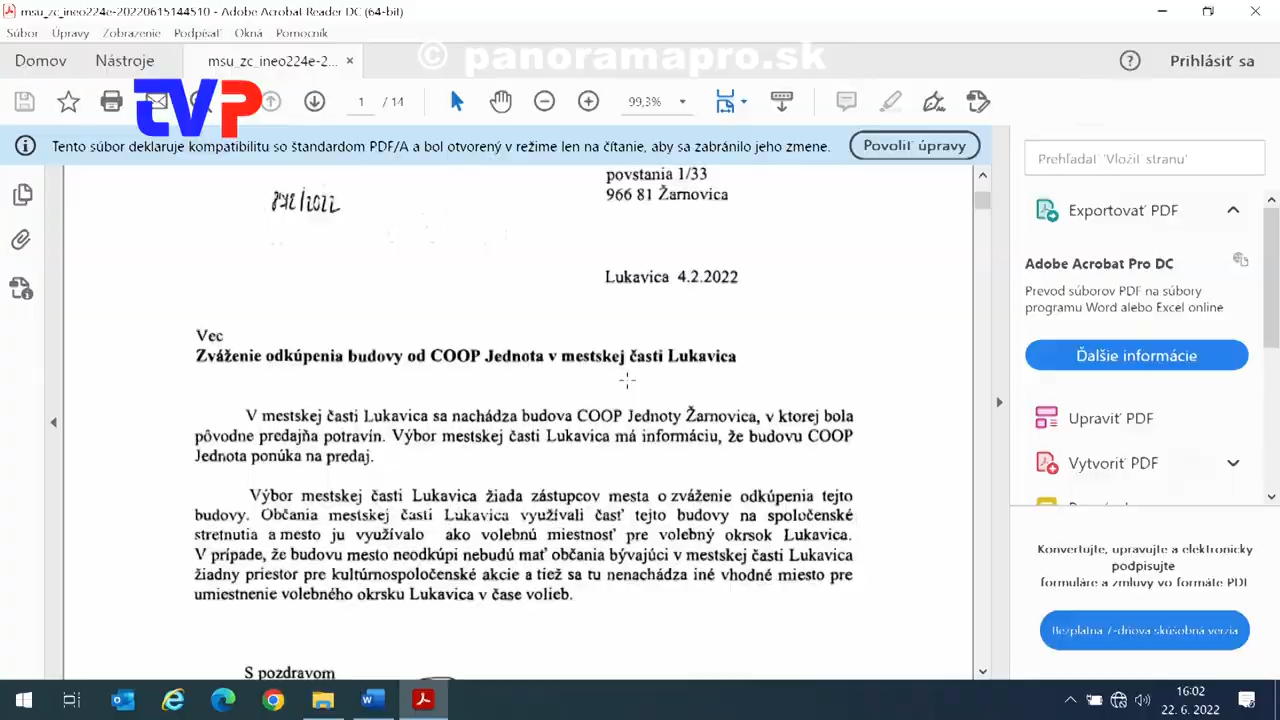 msu_zc_ineo224e-20220615144510 - Adobe Acrobat Reader DC (64-bit)
Súbor Úpravy Zobrazenie Podpísať Okná Pomocník
© panoramapro.sk
Domov Nástroje msu_zc_ineo224e-2... × Prihlásiť sa
TVP
1 / 14 99,3%
Tento súbor deklaruje kompatibilitu so štandardom PDF/A a bol otvorený v režime len na čítanie, aby sa zabránilo jeho zmene. Povoliť úpravy
povstania 1/33
966 81 Žarnovica
/2022
Lukavica 4.2.2022
Vec
Zváženie odkúpenia budovy od COOP Jednota v mestskej časti Lukavica
V mestskej časti Lukavica sa nachádza budova COOP Jednoty Žarnovica, v ktorej bola
pôvodne predajňa potravín. Výbor mestskej časti Lukavica má informáciu, že budovu COOP
Jednota ponúka na predaj.
Výbor mestskej časti Lukavica žiada zástupcov mesta o zváženie odkúpenia tejto
budovy. Občania mestskej časti Lukavica využívali časť tejto budovy na spoločenské
stretnutia a mesto ju využívalo ako volebnú miestnosť pre volebný okrsok Lukavica.
V prípade, že budovu mesto neodkúpi nebudú mať občania bývajúci v mestskej časti Lukavica
žiadny priestor pre kultúrnospoločenské akcie a tiež sa tu nenachádza iné vhodné miesto pre
umiestnenie volebného okrsku Lukavica v čase volieb.
S pozdravom
Prehľadať 'Vložiť stranu'
Exportovať PDF
Adobe Acrobat Pro DC
Prevod súborov PDF na súbory
programu Word alebo Excel online
Ďalšie informácie
Upraviť PDF
Vytvoriť PDF
Konvertujte, upravujte a elektronicky
podpisujte
formuláre a zmluvy vo formáte PDF
Bezplatná 7-dňová skúšobná verzia
16:02
22. 6. 2022